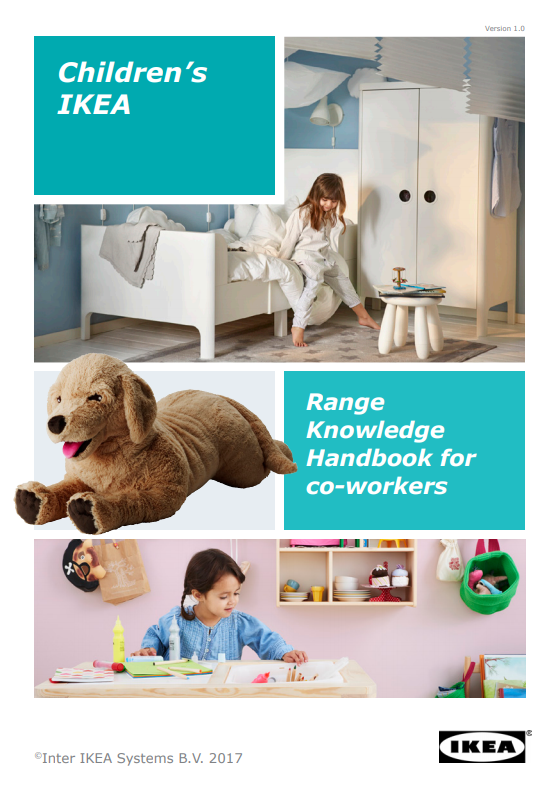 Version 1.0
Children’s
IKEA
Range
Knowledge
Handbook for
co-workers
©Inter IKEA Systems B.V. 2017
IKEA®